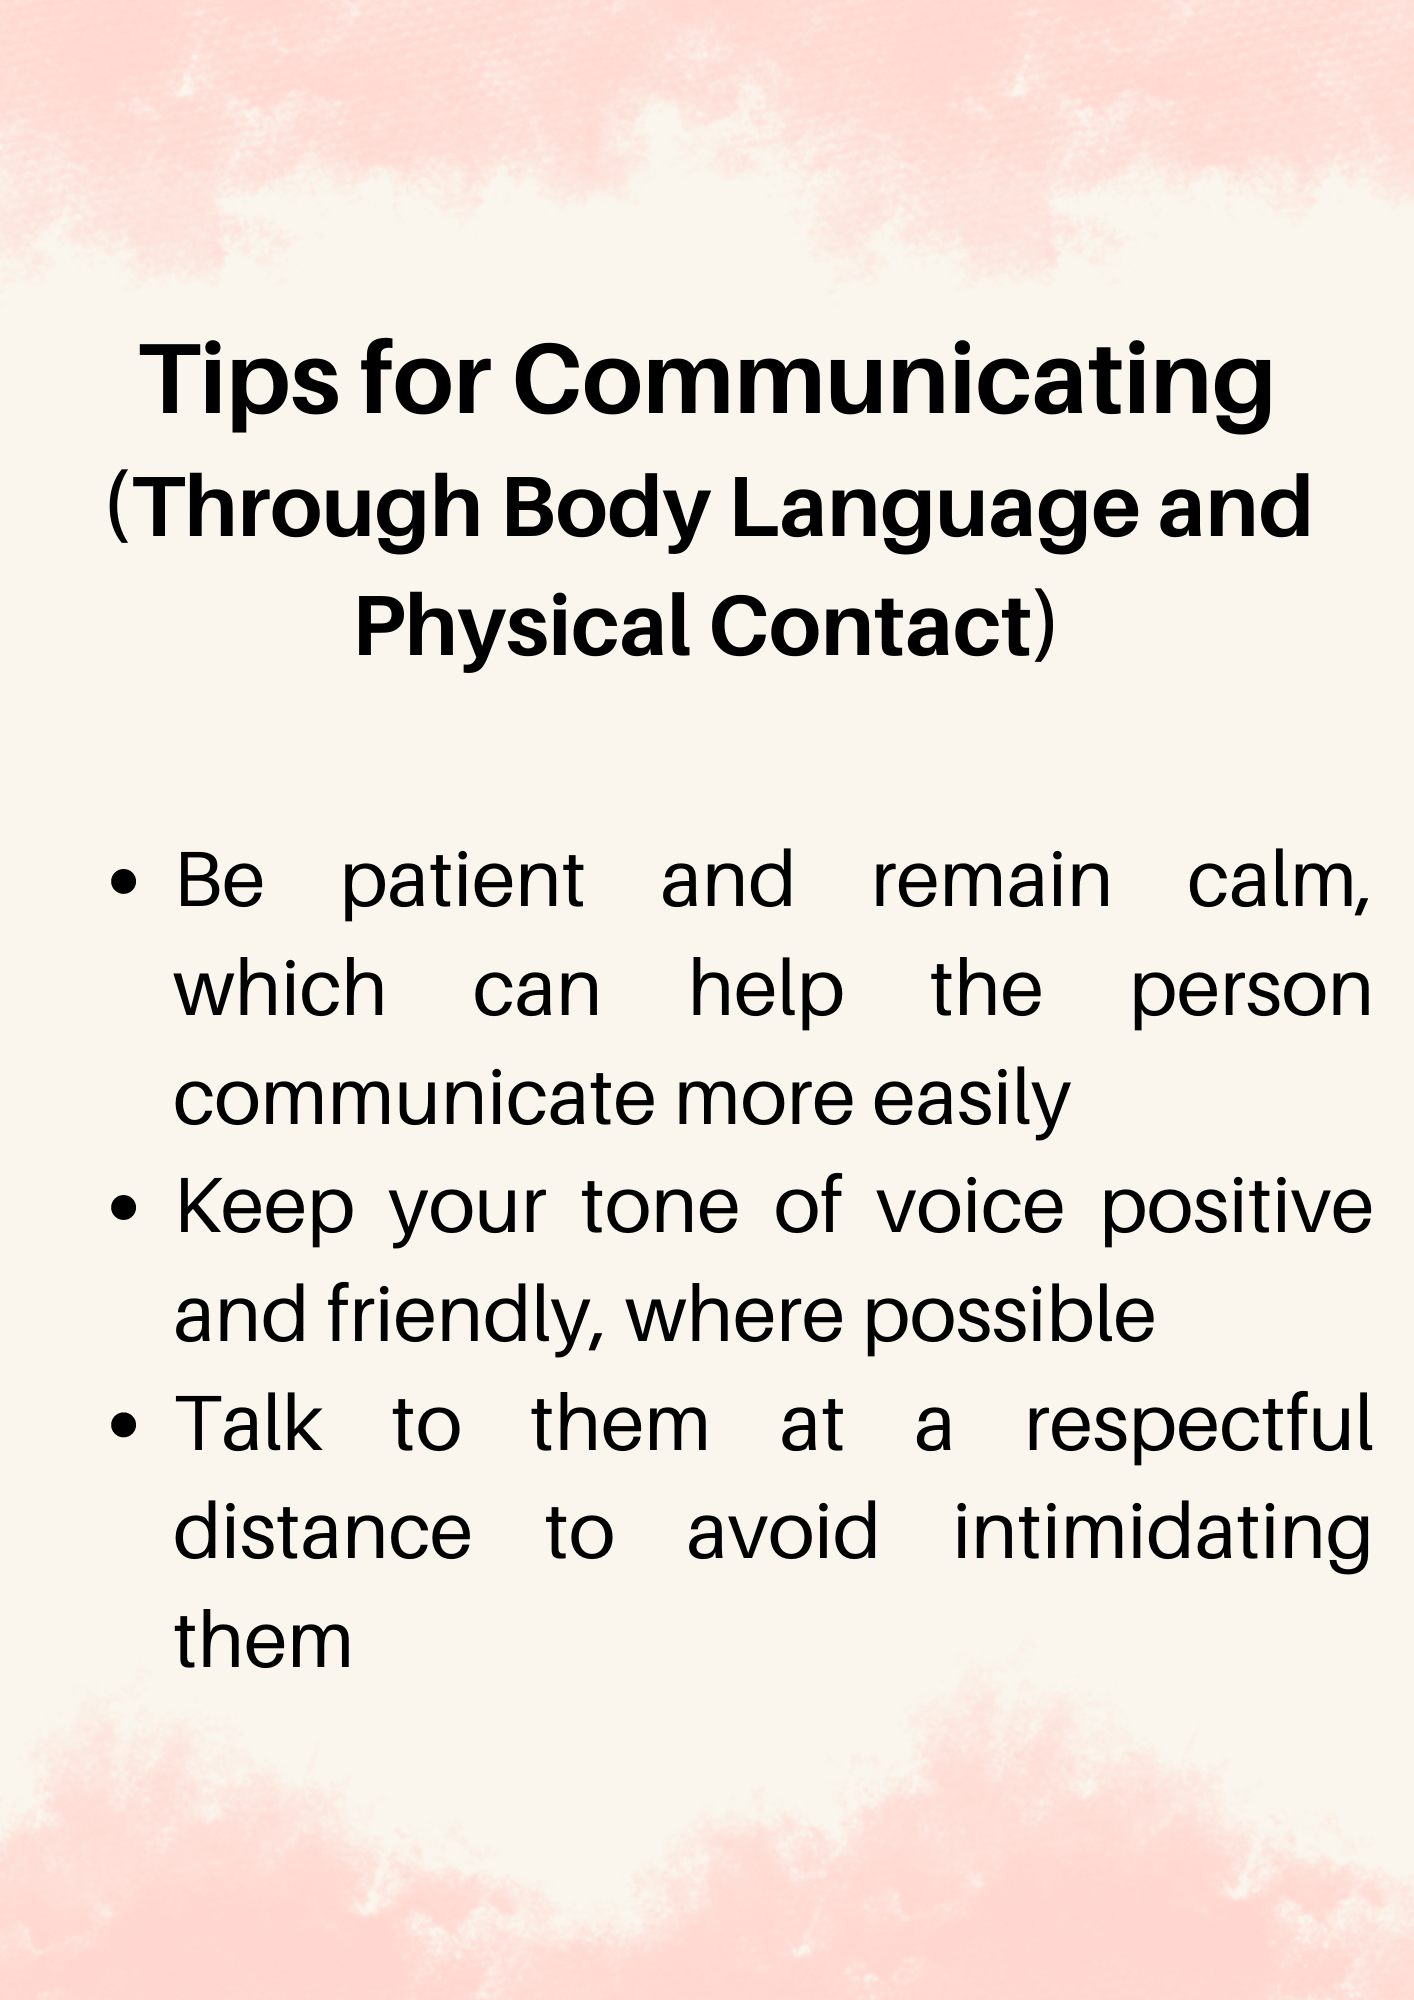 Tips for Communicating
(Through Body Language and
Physical Contact)
• Be patient and remain calm,
which can help the person
communicate more easily
• Keep your tone of voice positive
and friendly, where possible
• Talk to them at a respectful
distance to avoid intimidating
them